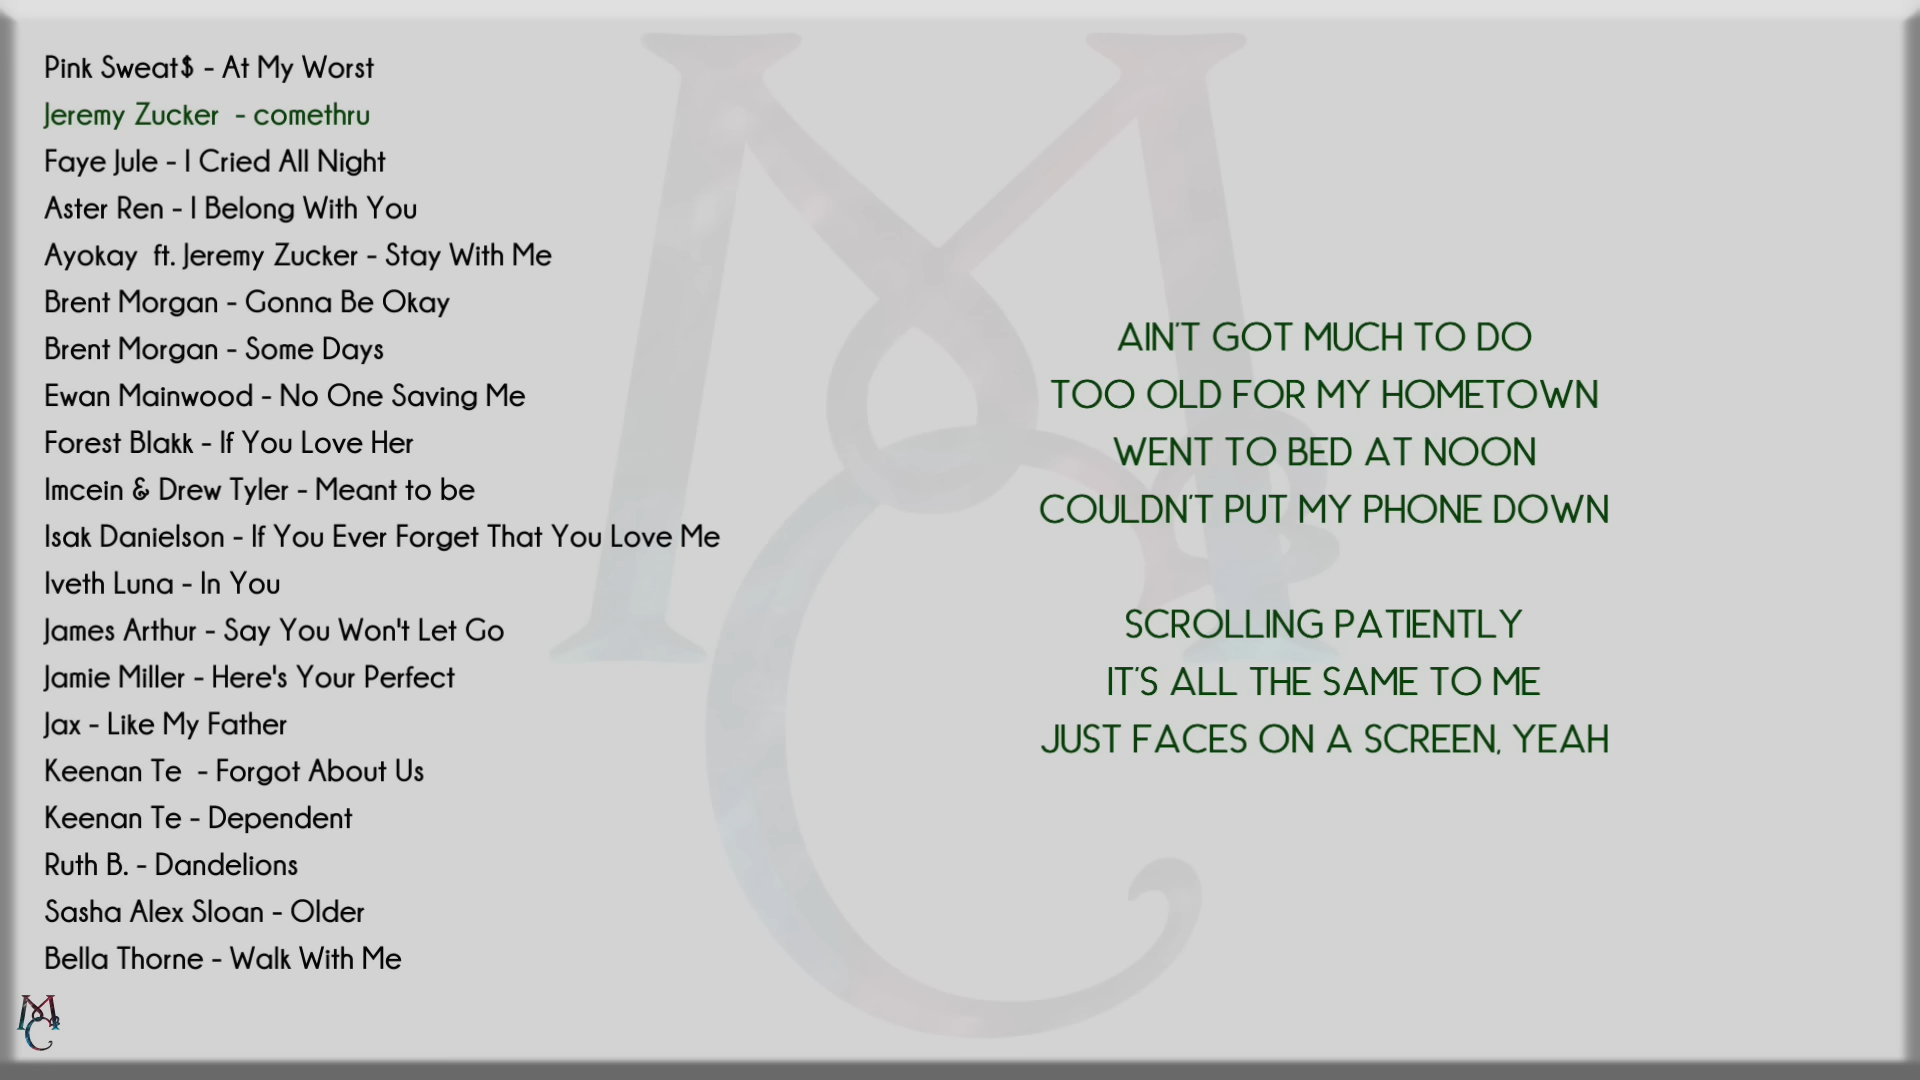 Pink Sweat$ - At My Worst
Jeremy Zucker  - comethru
Faye Jule - I Cried All Night
Aster Ren - I Belong With You
Ayokay  ft. Jeremy Zucker - Stay With Me
Brent Morgan - Gonna Be Okay
Brent Morgan - Some Days
Ewan Mainwood - No One Saving Me
Forest Blakk - If You Love Her
Imcein & Drew Tyler - Meant to be
Isak Danielson - If You Ever Forget That You Love Me
Iveth Luna - In You
James Arthur - Say You Won't Let Go
Jamie Miller - Here's Your Perfect
Jax - Like My Father
Keenan Te  - Forgot About Us
Keenan Te - Dependent
Ruth B. - Dandelions
Sasha Alex Sloan - Older
Bella Thorne - Walk With Me
AIN'T GOT MUCH TO DO
TOO OLD FOR MY HOMETOWN
WENT TO BED AT NOON
COULDN'T PUT MY PHONE DOWN
SCROLLING PATIENTLY
IT'S ALL THE SAME TO ME
JUST FACES ON A SCREEN, YEAH